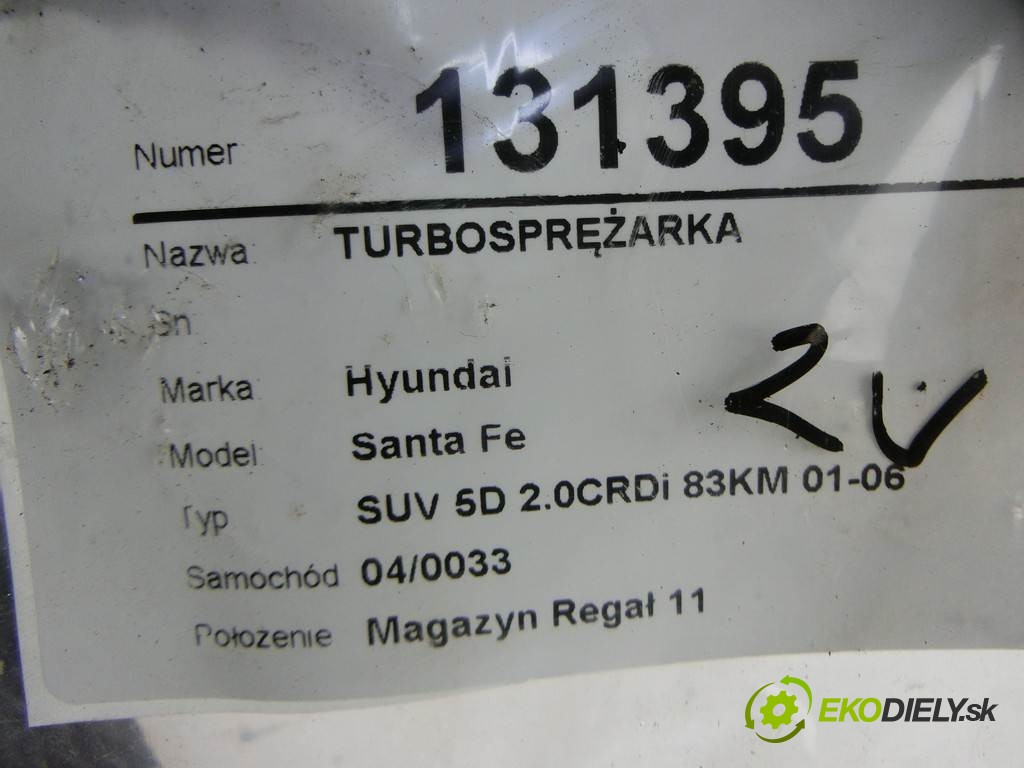 Numer 131395
Nazwa: TURBOSPRĘŻARKA
Sn
Marka: Hyundai
Model: Santa Fe
Typ SUV 5D 2.0CRDi 83KM 01-06
Samochód 04/0033
Położenie Magazyn Regał 11
EKODIELY.sk